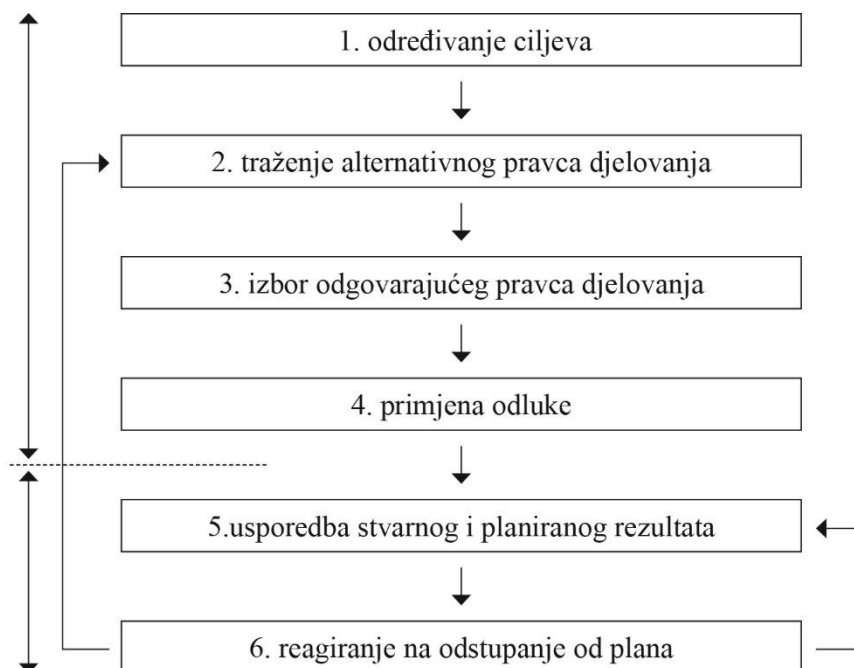 1. određivanje ciljeva
2. traženje alternativnog pravca djelovanja
3. izbor odgovarajućeg pravca djelovanja
4. primjena odluke
5.usporedba stvarnog i planiranog rezultata
6. reagiranje na odstupanje od plana